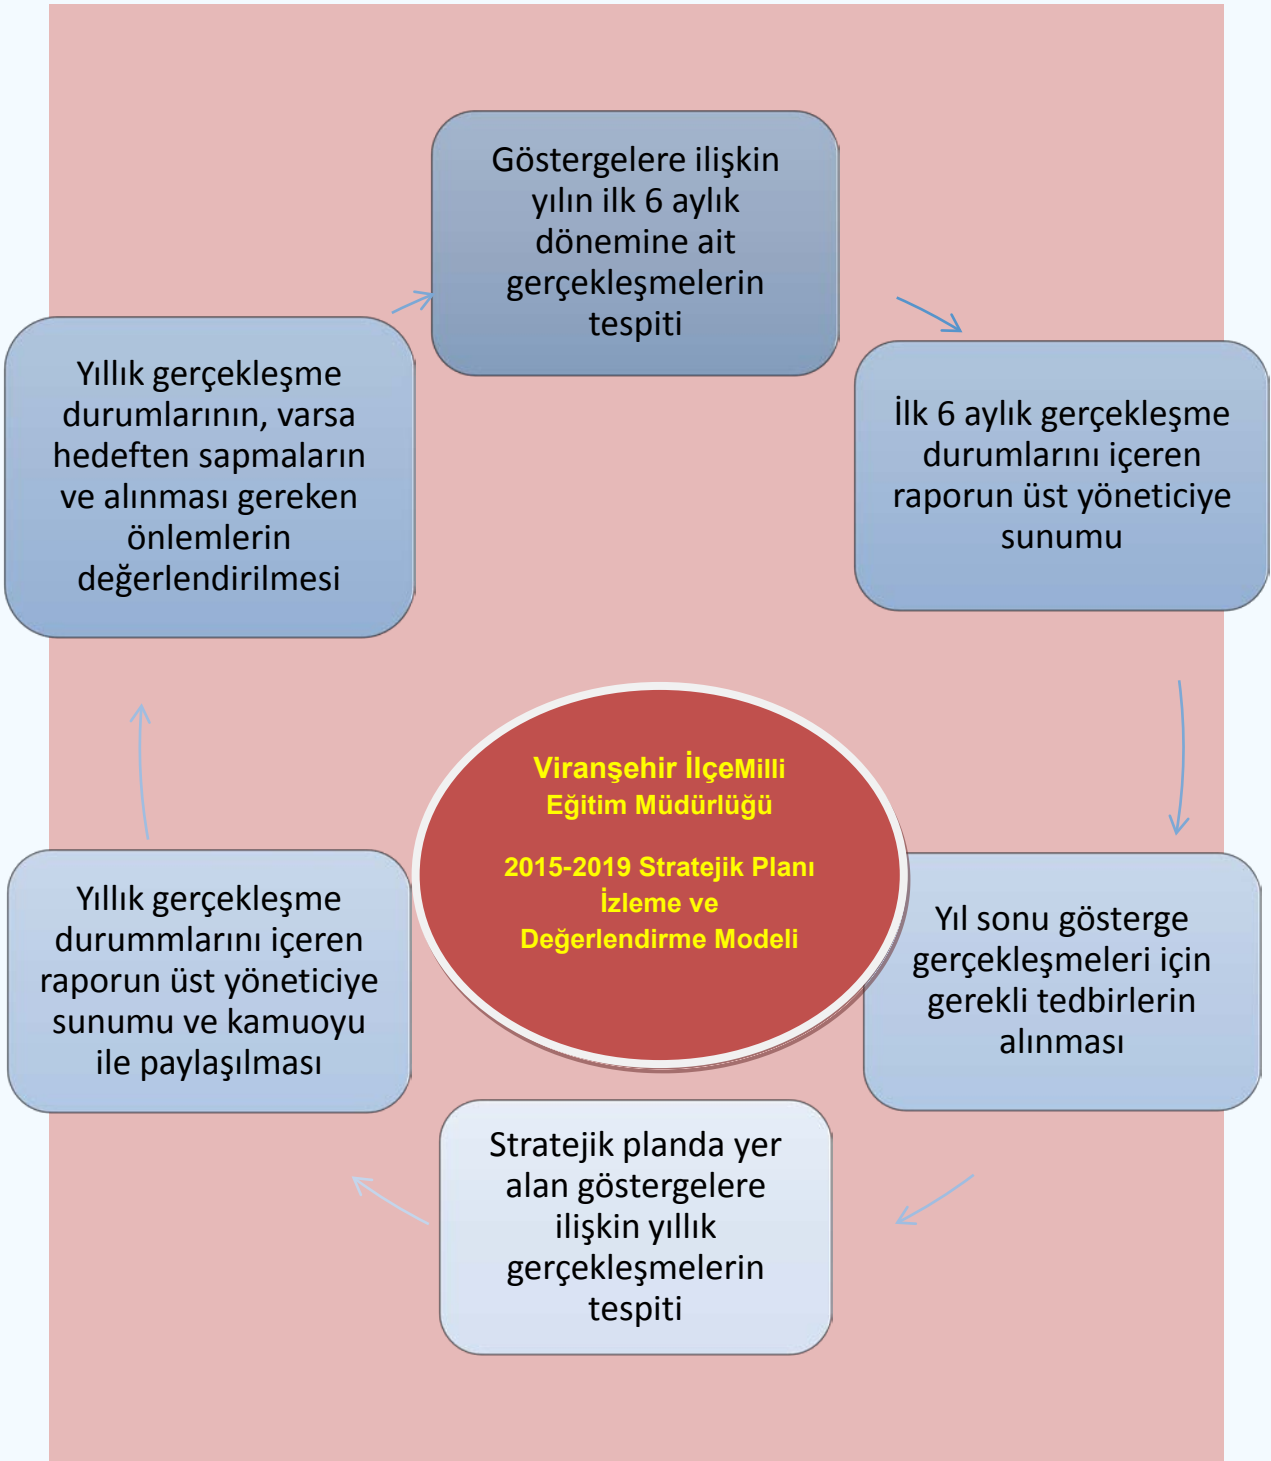 Göstergelere ilişkin
yılın ilk 6 aylık
dönemine ait
gerçekleşmelerin
tespiti
İlk 6 aylık gerçekleşme
durumlarını içeren
raporun üst yöneticiye
sunumu
Yıl sonu gösterge
gerçekleşmeleri için
gerekli tedbirlerin
alınması
Stratejik planda yer
alan göstergelere
ilişkin yıllık
gerçekleşmelerin
tespiti
Yıllık gerçekleşme
durummlarını içeren
raporun üst yöneticiye
sunumu ve kamuoyu
ile paylaşılması
Yıllık gerçekleşme
durumlarının, varsa
hedeften sapmaların
ve alınması gereken
önlemlerin
değerlendirilmesi
Viranşehir İlçeMilli
Eğitim Müdürlüğü
2015-2019 Stratejik Planı
İzleme ve
Değerlendirme Modeli